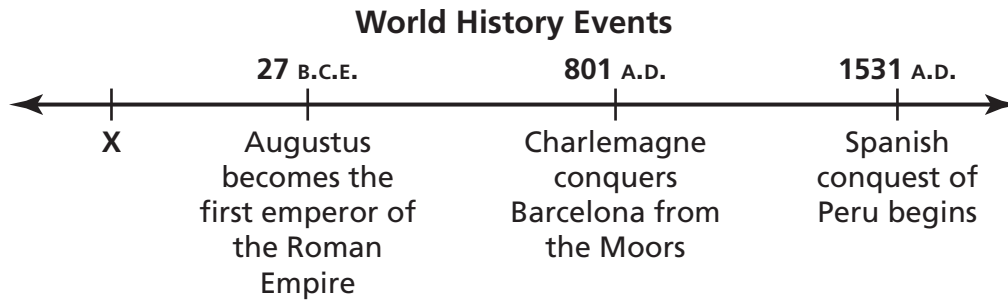 World History Events
27 B.C.E.
801 A.D.
1531 A.D.
X
Augustus
becomes the
first emperor of
the Roman
Empire
Charlemagne
conquers
Barcelona from
the Moors
Spanish
conquest of
Peru begins